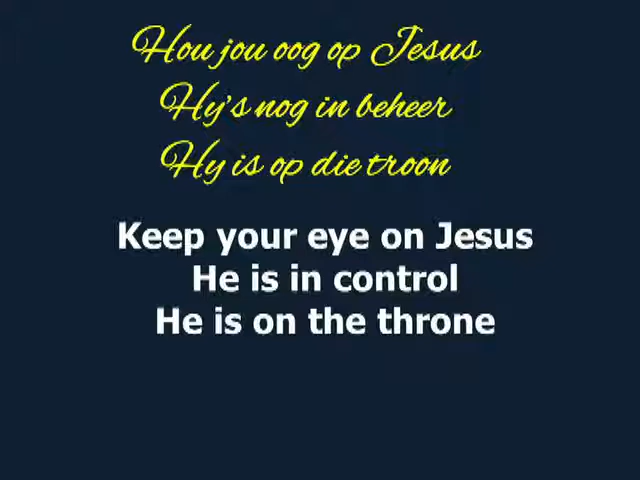 Hou jou oog op Jesus
Hy's nog in beheer
Hy is op die troon
Keep your eye on Jesus
He is in control
He is on the throne